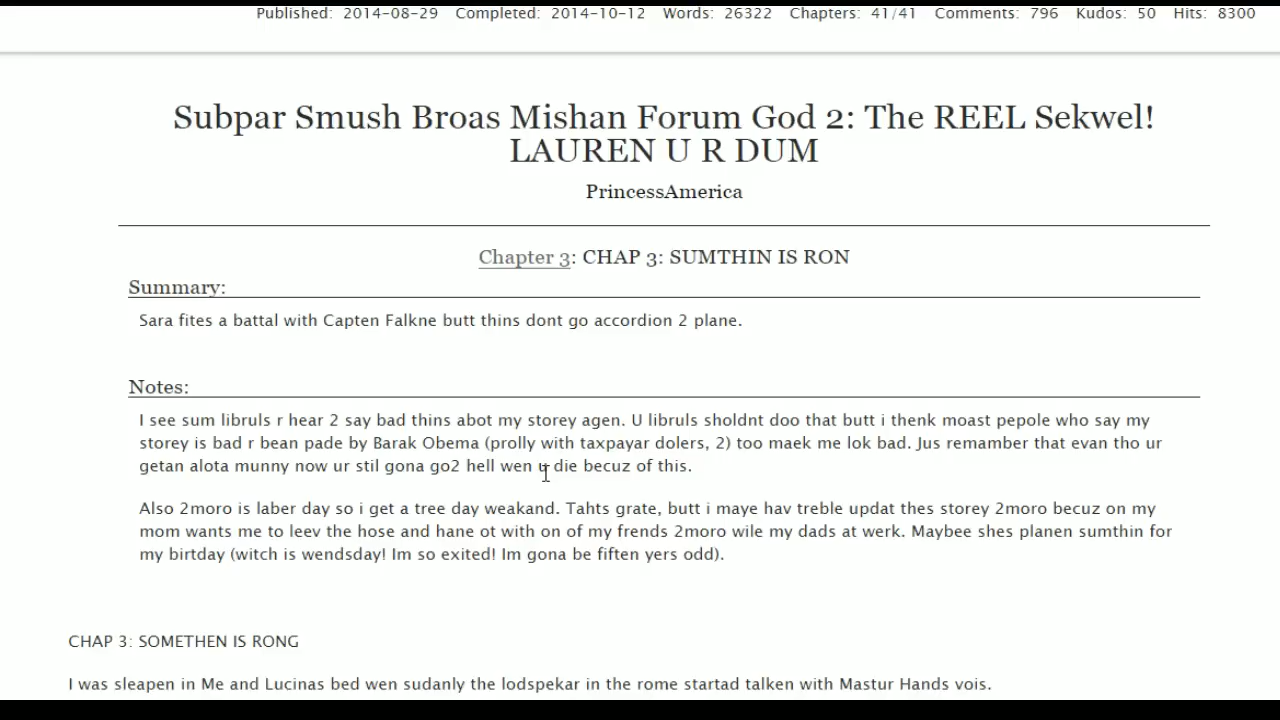 Published: 2014-08-29 Completed: 2014-10-12 Words: 26322 Chapters: 41/41 Comments: 796 Kudos: 50 Hits: 8300
Subpar Smush Broas Mishan Forum God 2: The REEL Sekwel!
LAUREN U R DUM
PrincessAmerica
Chapter 3: CHAP 3: SUMTHIN IS RON
Summary:
Sara fites a battal with Capten Falkne butt thins dont go accordion 2 plane.
Notes:
I see sum libruls r hear 2 say bad thins abot my storey agen. U libruls sholdnt doo that butt i thenk moast pepole who say my
storey is bad r bean pade by Barak Obema (prolly with taxpayar dolers, 2) too maek me lok bad. Jus remamber that evan tho ur
getan alota munny now ur stil gona go2 hell wen u die becuz of this.
Also 2moro is laber day so i get a tree day weakand. Tahts grate, butt i maye hav treble updat thes storey 2moro becuz on my
mom wants me to leev the hose and hane ot with on of my frends 2moro wile my dads at werk. Maybee shes planen sumthin for
my birtday (witch is wendsday! Im so exited! Im gona be fiften yers odd).
CHAP 3: SOMETHEN IS RONG
I was sleapen in Me and Lucinas bed wen sudanly the lodspekar in the rome startad talken with Mastur Hands vois.